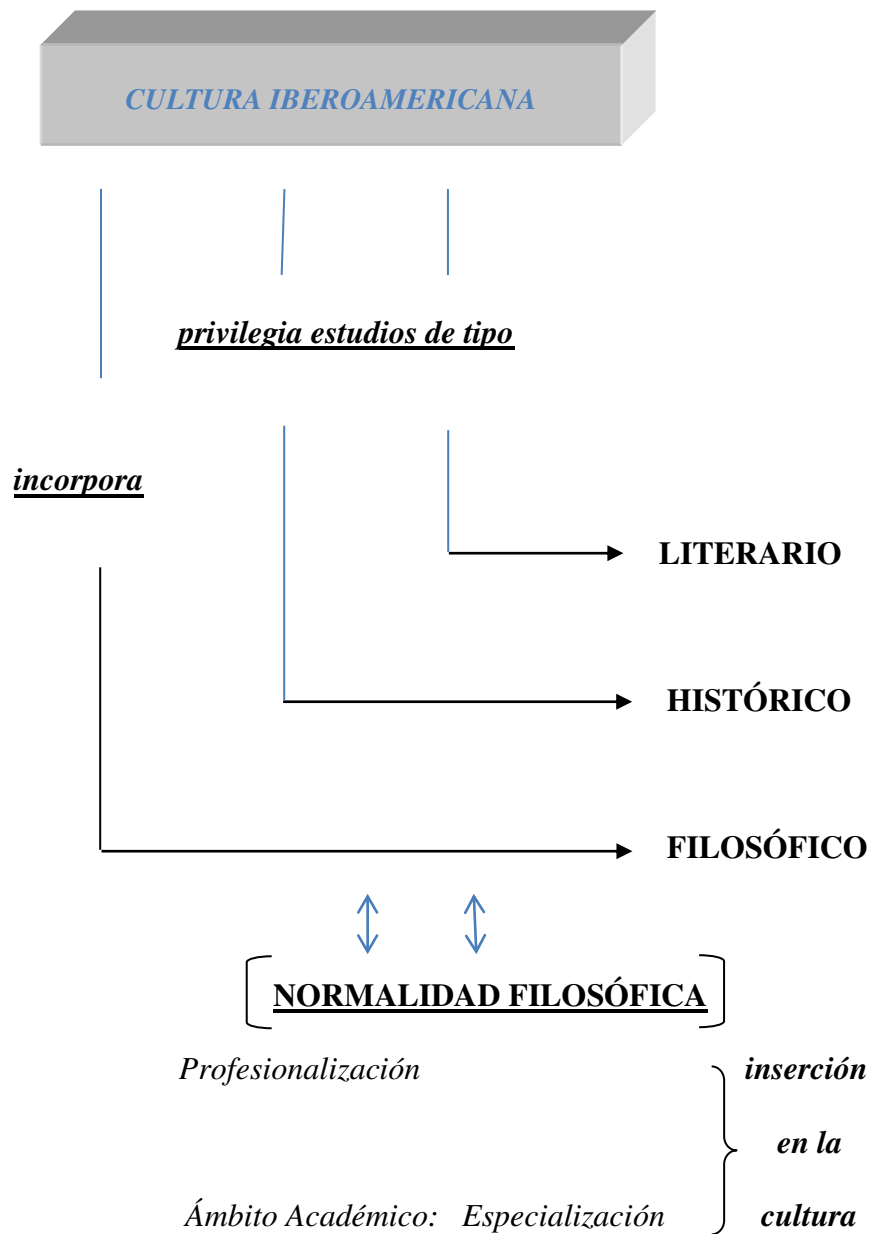 CULTURA IBEROAMERICANA
privilegia estudios de tipo
incorpora
LITERARIO
HISTÓRICO
FILOSÓFICO
NORMALIDAD FILOSÓFICA
Profesionalización inserción
en la
Ámbito Académico: Especialización cultura